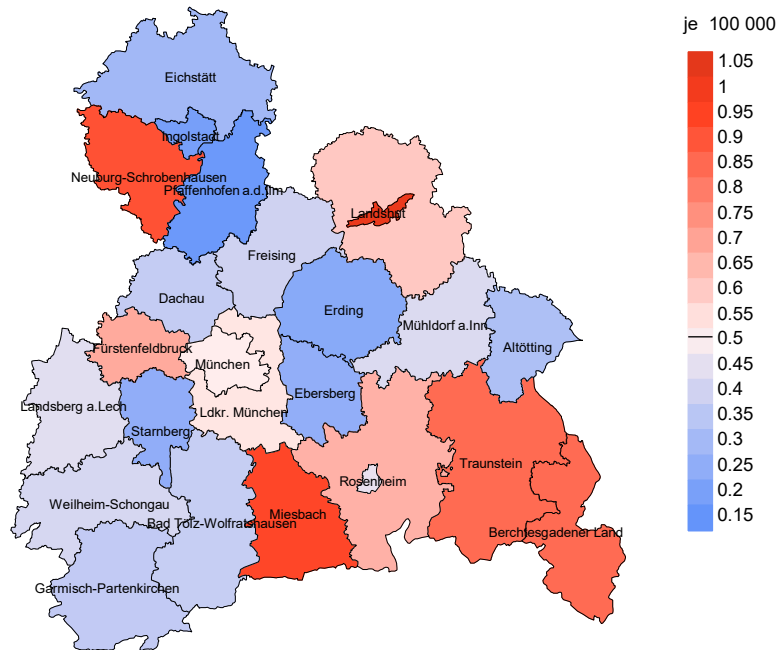 je 100 000
1.05
1
0.95
0.9
0.85
0.8
0.75
0.7
0.65
0.6
0.55
0.5
0.45
0.4
0.35
0.3
0.25
0.2
0.15
Eichstätt
Ingolstadt
Neuburg-Schrobenhausen
Pfaffenhofen a.d.Ilm
Landshut
Freising
Dachau
Erding
Mühldorf a.Inn
Altötting
Fürstenfeldbruck
München
Ebersberg
Landsberg a.Lech
Ldkr. München
Starnberg
Traunstein
Rosenheim
Weilheim-Schongau
Miesbach
Bad Tölz-Wolfratshausen
Berchtesgadener Land
Garmisch-Partenkirchen